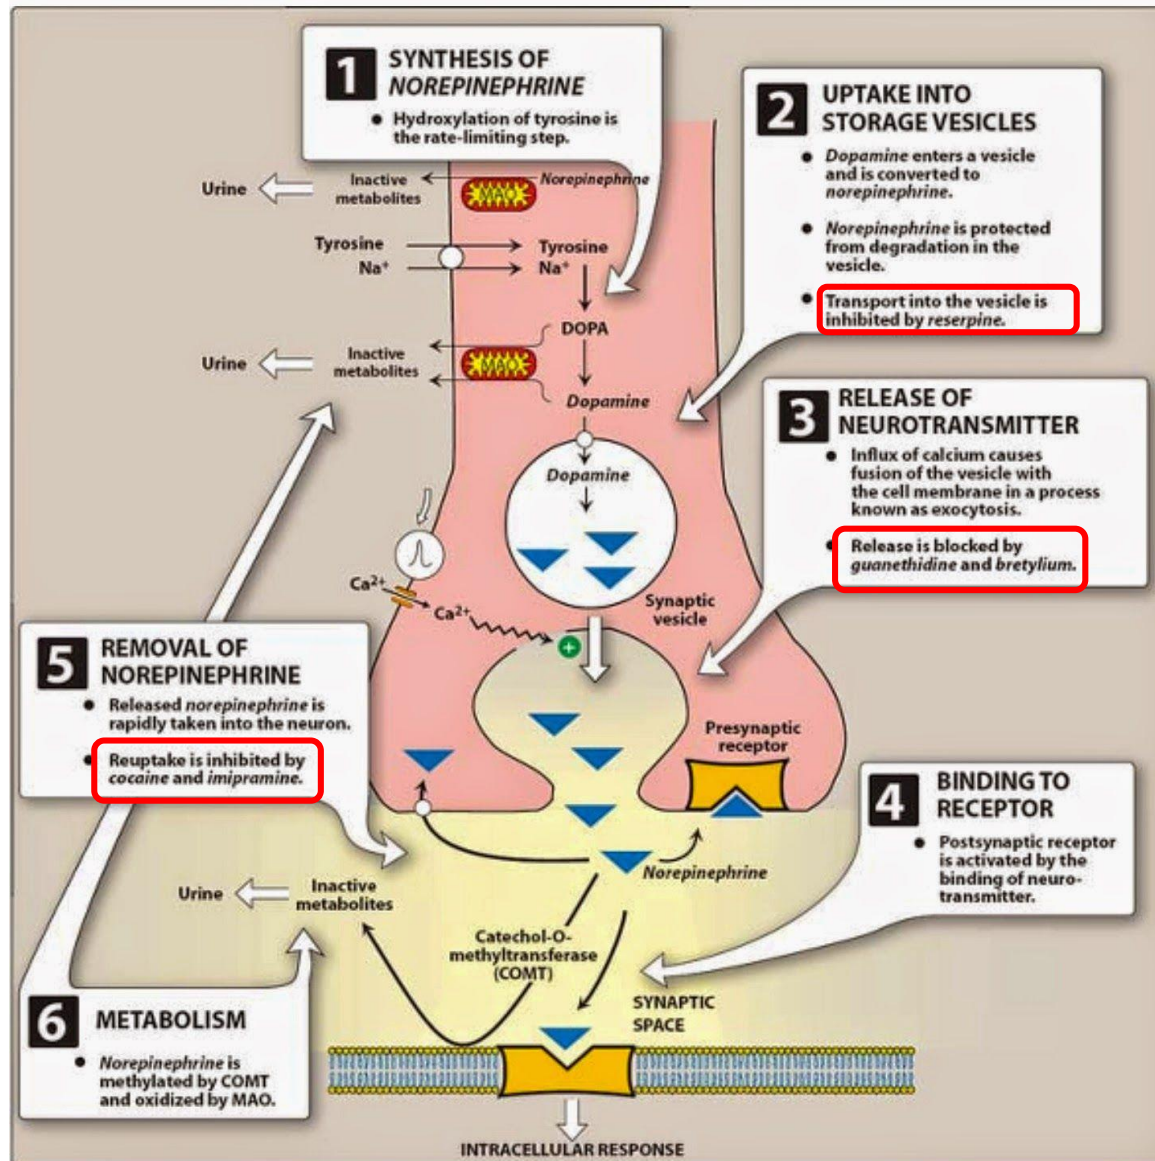 1
SYNTHESIS OF
NOREPINEPHRINE
• Hydroxylation of tyrosine is
the rate-limiting step.
2
UPTAKE INTO
STORAGE VESICLES
• Dopamine enters a vesicle
and is converted to
norepinephrine.
• Norepinephrine is protected
from degradation in the
vesicle.
• Transport into the vesicle is
inhibited by reserpine.
Urine
Inactive
metabolites
MAO
Norepinephrine
Tyrosine
Tyrosine
Na+
Na+
DOPA
Urine
Inactive
metabolites
MAO
Dopamine
3
RELEASE OF
NEUROTRANSMITTER
• Influx of calcium causes
fusion of the vesicle with
the cell membrane in a process
known as exocytosis.
• Release is blocked by
guanethidine and bretylium.
Dopamine
Synaptic
vesicle
Ca2+
Ca2+
+
5
REMOVAL OF
NOREPINEPHRINE
• Released norepinephrine is
rapidly taken into the neuron.
• Reuptake is inhibited by
cocaine and imipramine.
Presynaptic
receptor
4
BINDING TO
RECEPTOR
• Postsynaptic receptor
is activated by the
binding of neuro-
transmitter.
Norepinephrine
Urine
Inactive
metabolites
Catechol-O-
methyltransferase
(COMT)
SYNAPTIC
SPACE
6
METABOLISM
• Norepinephrine is
methylated by COMT
and oxidized by MAO.
INTRACELLULAR RESPONSE